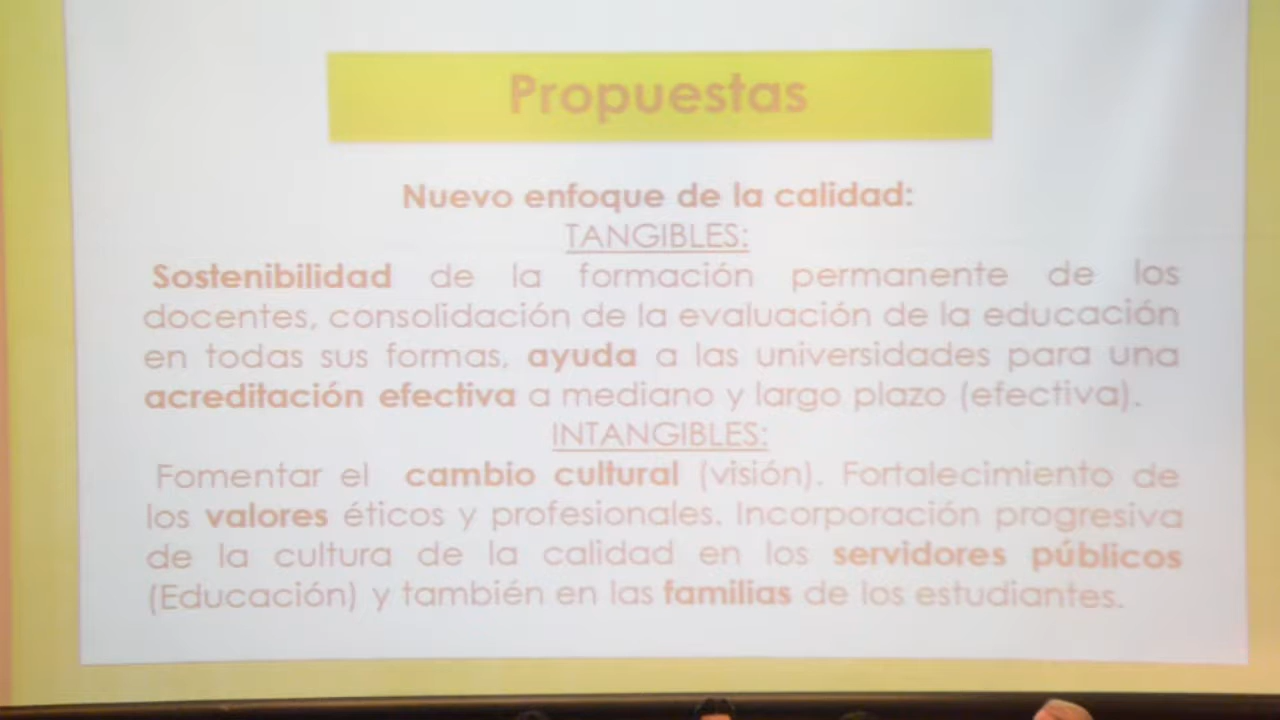 Propuestas
Nuevo enfoque de la calidad:
TANGIBLES:
Sostenibilidad de la formación permanente de los
docentes, consolidación de la evaluación de la educación
en todas sus formas, ayuda a las universidades para una
acreditación efectiva a mediano y largo plazo (efectiva).
INTANGIBLES:
Fomentar el cambio cultural (visión). Fortalecimiento de
los valores éticos y profesionales. Incorporación progresiva
de la cultura de la calidad en los servidores públicos
(Educación) y también en las familias de los estudiantes.